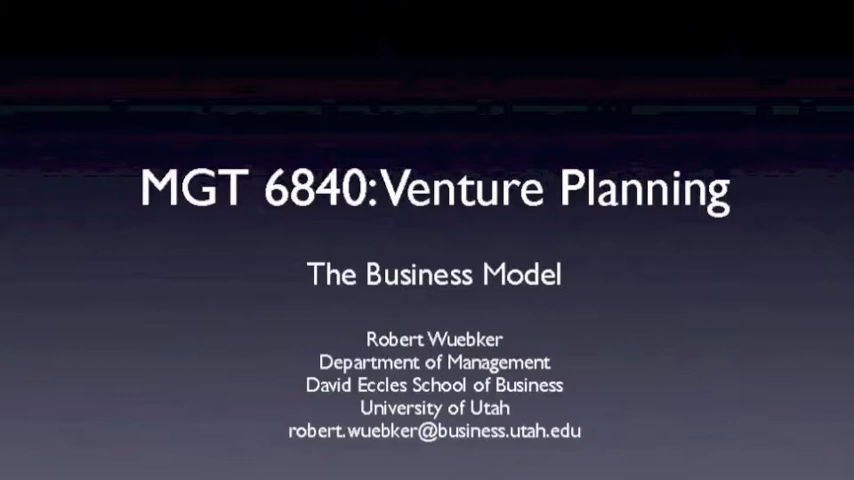 MGT 6840: Venture Planning
The Business Model
Robert Wuebker
Department of Management
David Eccles School of Business
University of Utah
robert.wuebker@business.utah.edu